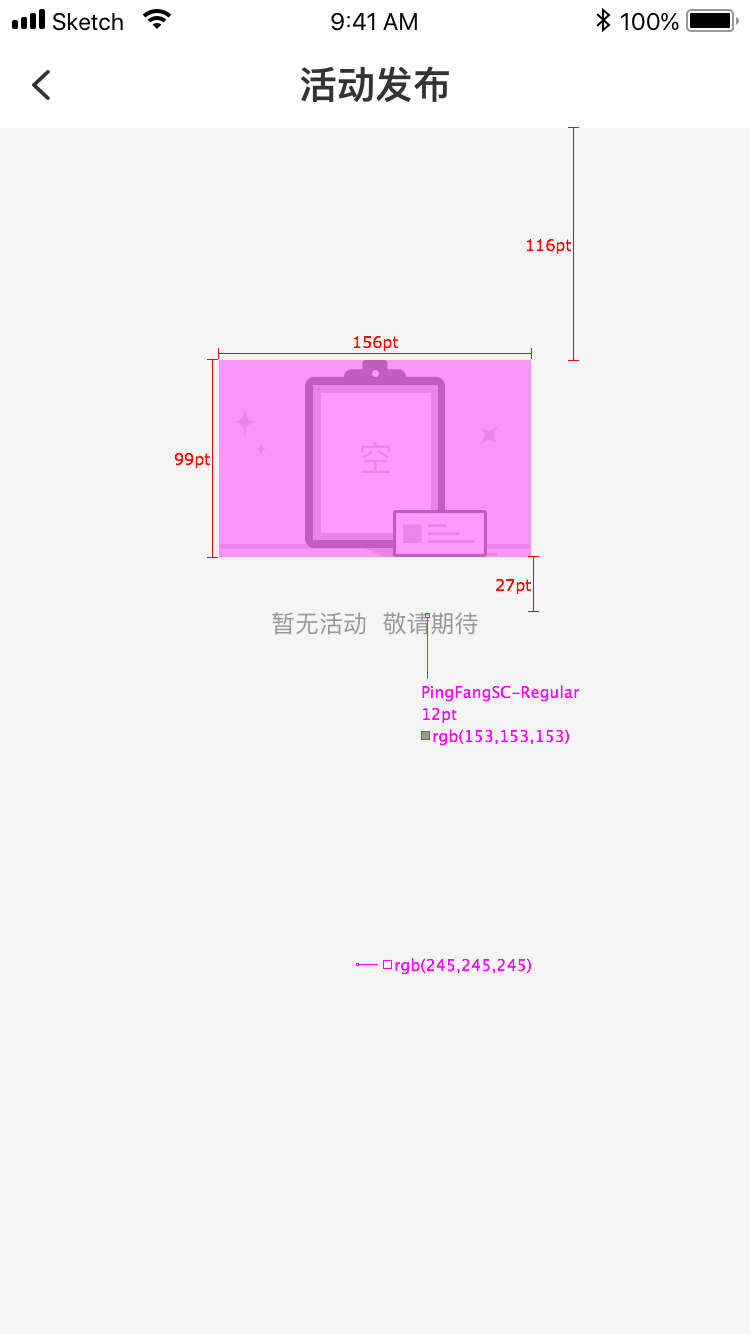 Sketch 9:41 AM 100%
活动发布
116pt
156pt
空
99pt
27pt
暂无活动 敬请期待
PingFangSC-Regular
12pt
rgb(153,153,153)
rgb(245,245,245)